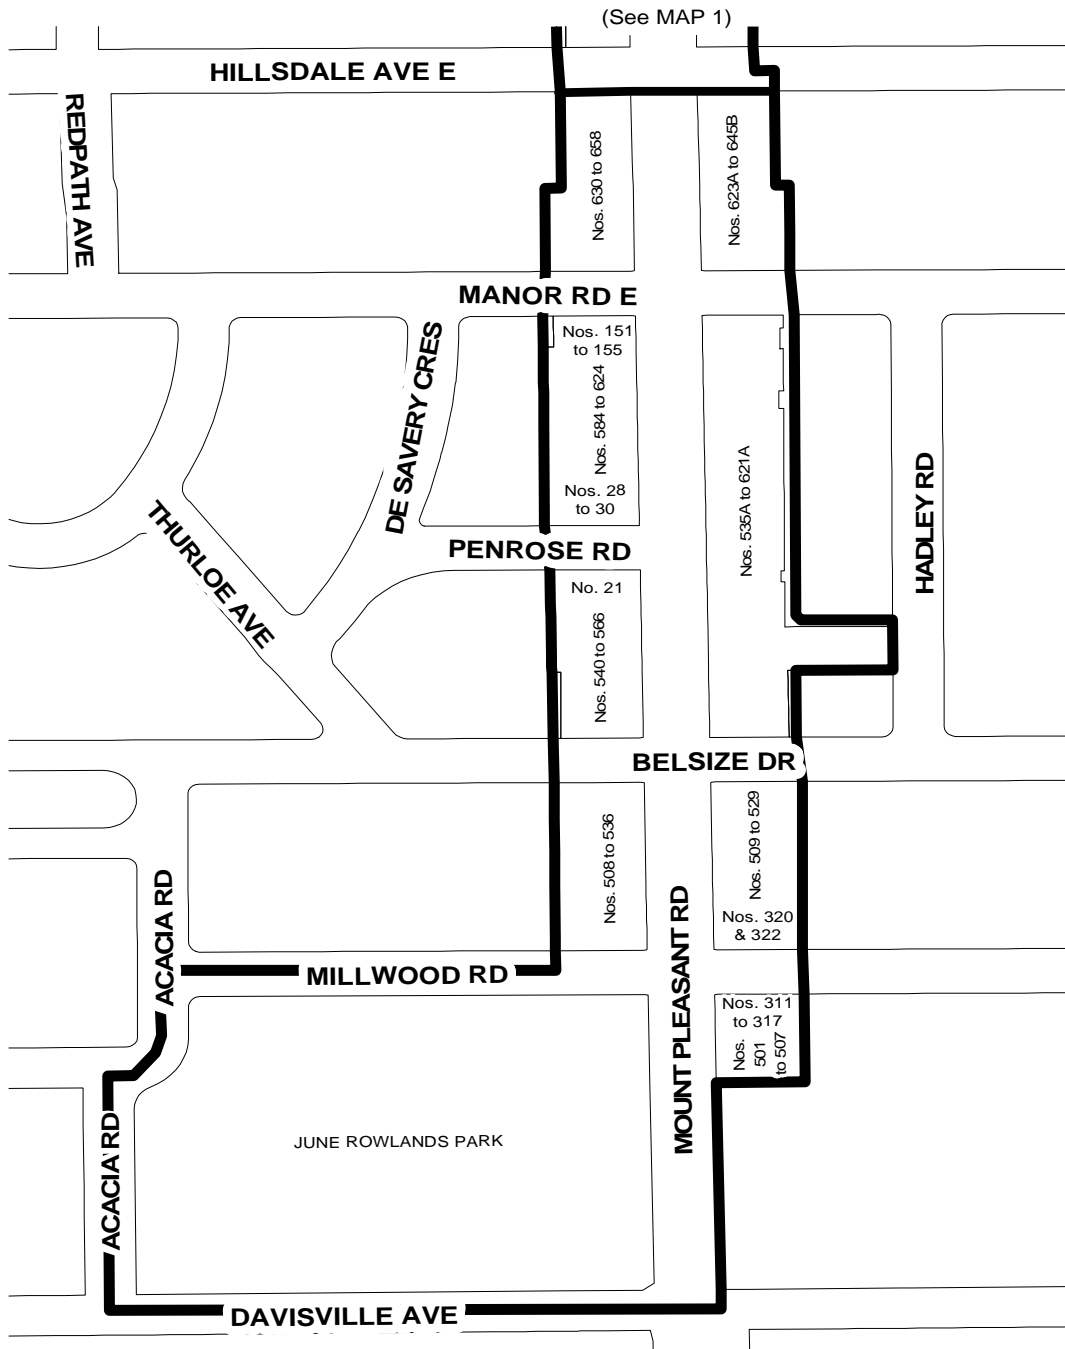 (See MAP 1)
HILLSDALE AVE E
REDPATH AVE
Nos. 630 to 658
Nos. 623A to 645B
MANOR RD E
Nos. 151
to 155
DE SAVERY CRES
Nos. 584 to 624
Nos. 28
to 30
Nos. 535A to 621A
HADLEY RD
THURLOE AVE
PENROSE RD
No. 21
Nos. 540 to 566
BELSIZE DR
Nos. 508 to 536
Nos. 509 to 529
ACACIA RD
MOUNT PLEASANT RD
Nos. 320
& 322
MILLWOOD RD
Nos. 311
to 317
Nos.
501
to 507
ACACIA RD
JUNE ROWLANDS PARK
DAVISVILLE AVE